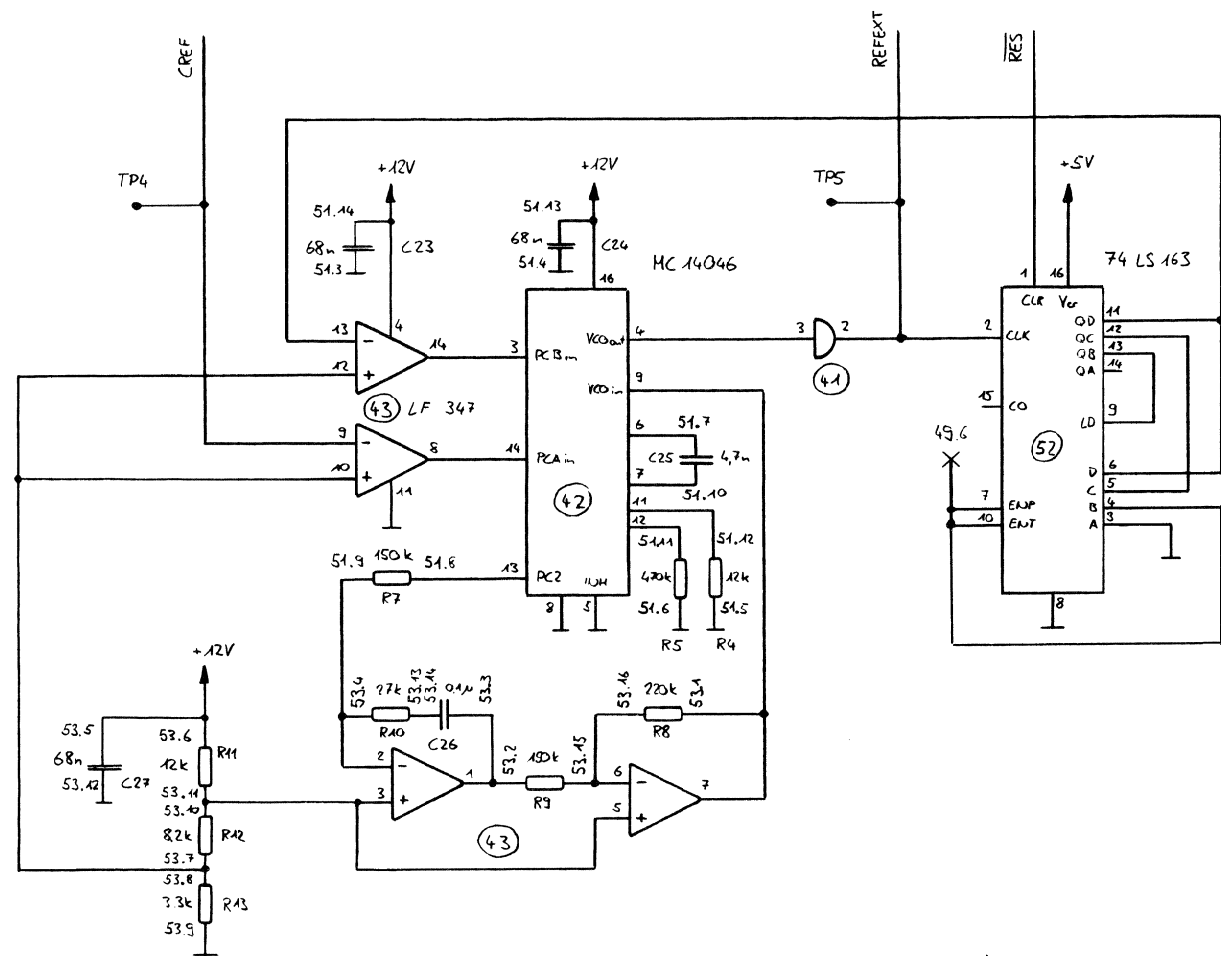 CREF
REFEXT
RES
TP4
+12V
51.14
68n
C23
51.3
+12V
51.13
68n
C24
51.4
MC 14046
TP5
+5V
74 LS 163
1
16
CLR
Vcc
16
13
-
4
14
12
+
43
LF 347
9
-
8
10
+
11
3
PCBin
VCOout
4
VCOin
9
14
PCAin
42
6
51.7
C25
4,7n
7
51.10
11
12
51.11
51.12
470k
12k
51.6
51.5
R5
R4
13
PC2
INH
8
5
3
2
41
2
CLK
QD
11
QC
12
QB
13
QA
14
15
CO
LD
9
52
49.6
D
6
C
5
B
4
A
3
7
ENP
10
ENT
8
51.9
150k
51.8
R7
+12V
53.5
68n
53.12
C27
53.6
12k
R11
53.11
53.10
8.2k
R12
53.7
53.8
3.3k
R13
53.9
53.4
27k
53.13
53.14
0.1µ
53.3
R10
C26
2
-
1
3
+
43
53.2
150k
53.15
R9
53.16
220k
53.1
R8
6
-
7
5
+